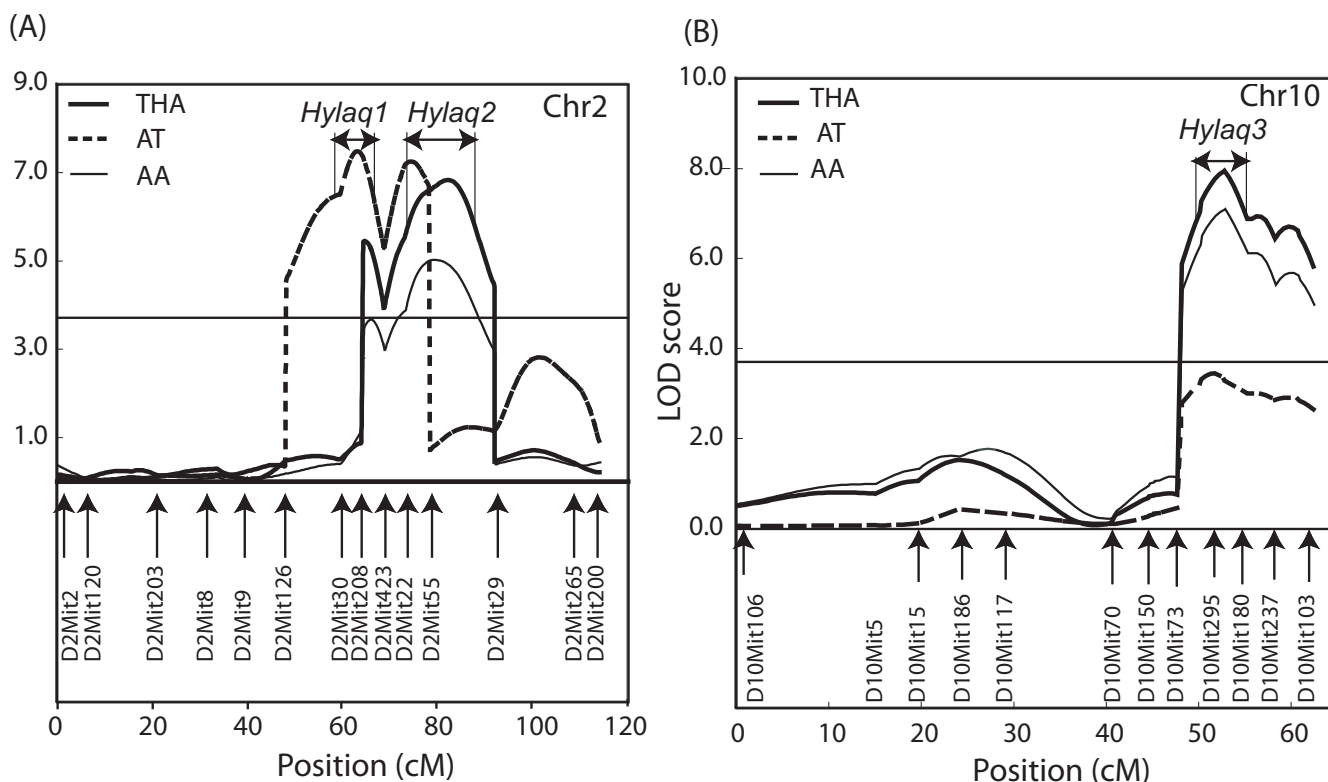 (A)
9.0
7.0
5.0
3.0
1.0
THA
AT
AA
Hylaq1
Hylaq2
Chr2
D2Mit2
D2Mit120
D2Mit203
D2Mit8
D2Mit9
D2Mit126
D2Mit30
D2Mit208
D2Mit423
D2Mit22
D2Mit55
D2Mit29
D2Mit265
D2Mit200
0 20 40 60 80 100 120
Position (cM)
(B)
10.0
8.0
6.0
4.0
2.0
0.0
LOD score
THA
AT
AA
Chr10
Hylaq3
D10Mit106
D10Mit5
D10Mit15
D10Mit186
D10Mit117
D10Mit70
D10Mit150
D10Mit73
D10Mit295
D10Mit180
D10Mit237
D10Mit103
0 10 20 30 40 50 60
Position (cM)